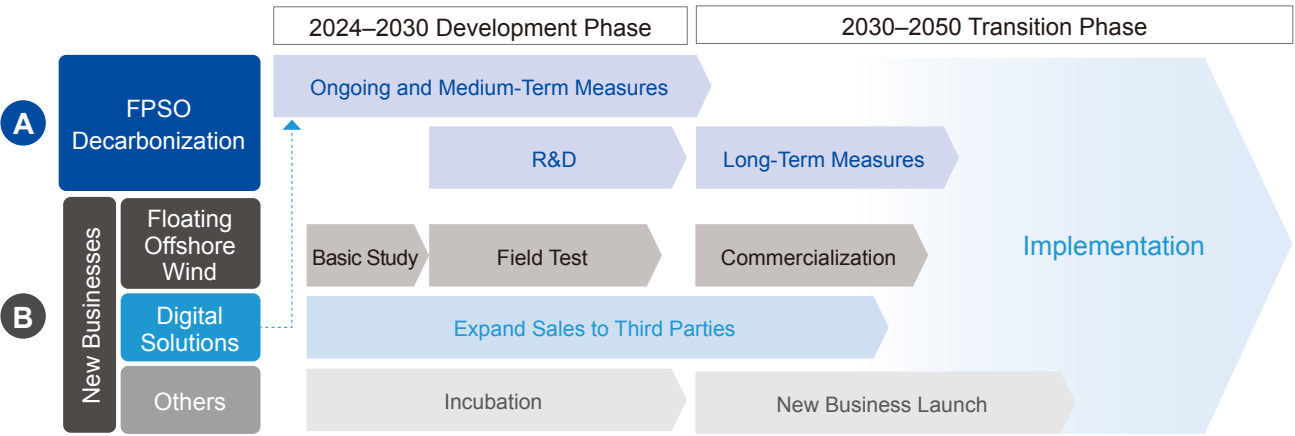 2024–2030 Development Phase
2030–2050 Transition Phase
A
FPSO
Decarbonization
Ongoing and Medium-Term Measures
R&D
Long-Term Measures
B
New Businesses
Floating
Offshore
Wind
Basic Study
Field Test
Commercialization
Implementation
Digital
Solutions
Expand Sales to Third Parties
Others
Incubation
New Business Launch